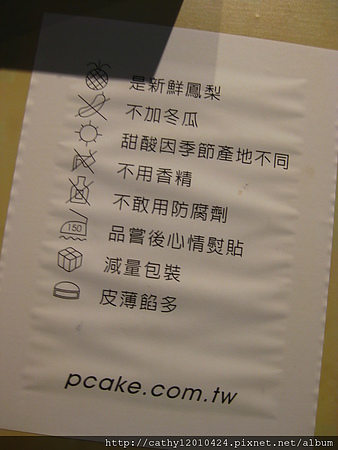 是新鮮鳳梨
不加冬瓜
甜酸因季節產地不同
不用香精
不敢用防腐劑
150
品嘗後心情熨貼
減量包裝
皮薄餡多
pcake.com.tw
http://cathy12010424.pixnet.net/album